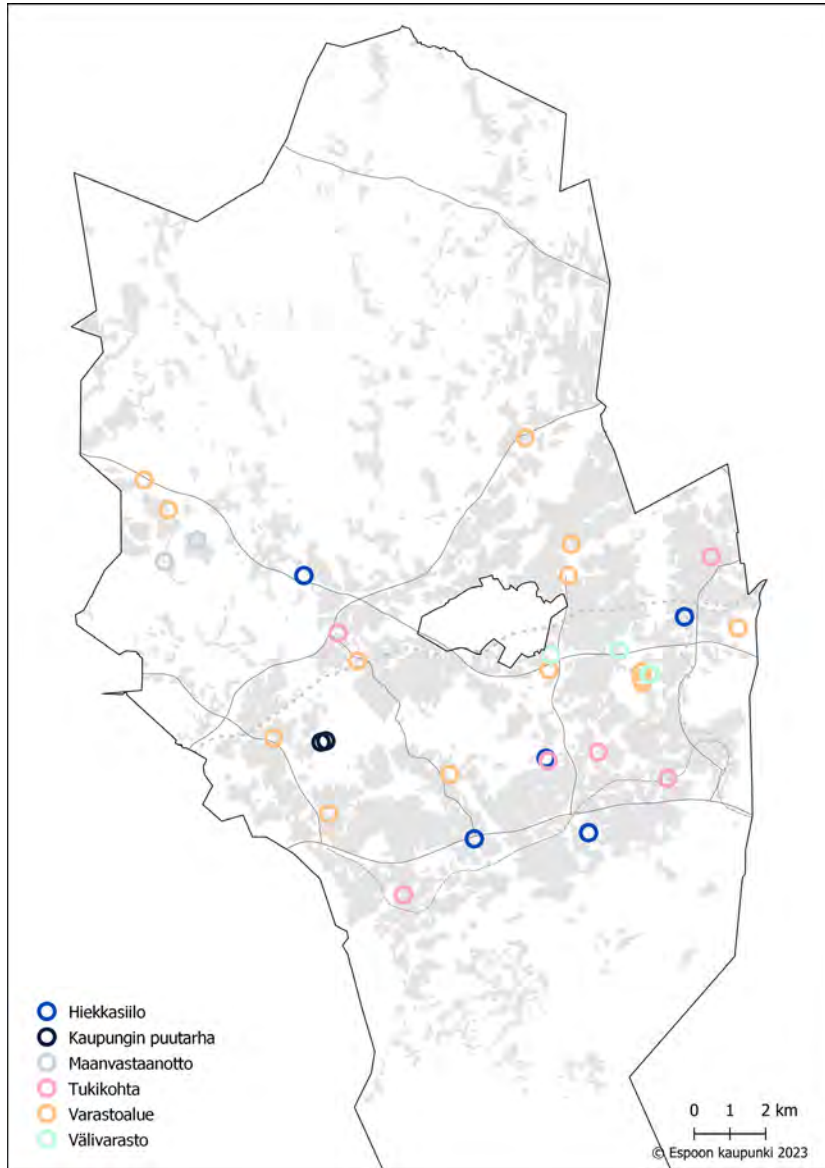 Hiekkasiilo
Kaupungin puutarha
Maanvastaanotto
Tukikohta
Varastoalue
Välivarasto
0 1 2 km
© Espoon kaupunki 2023